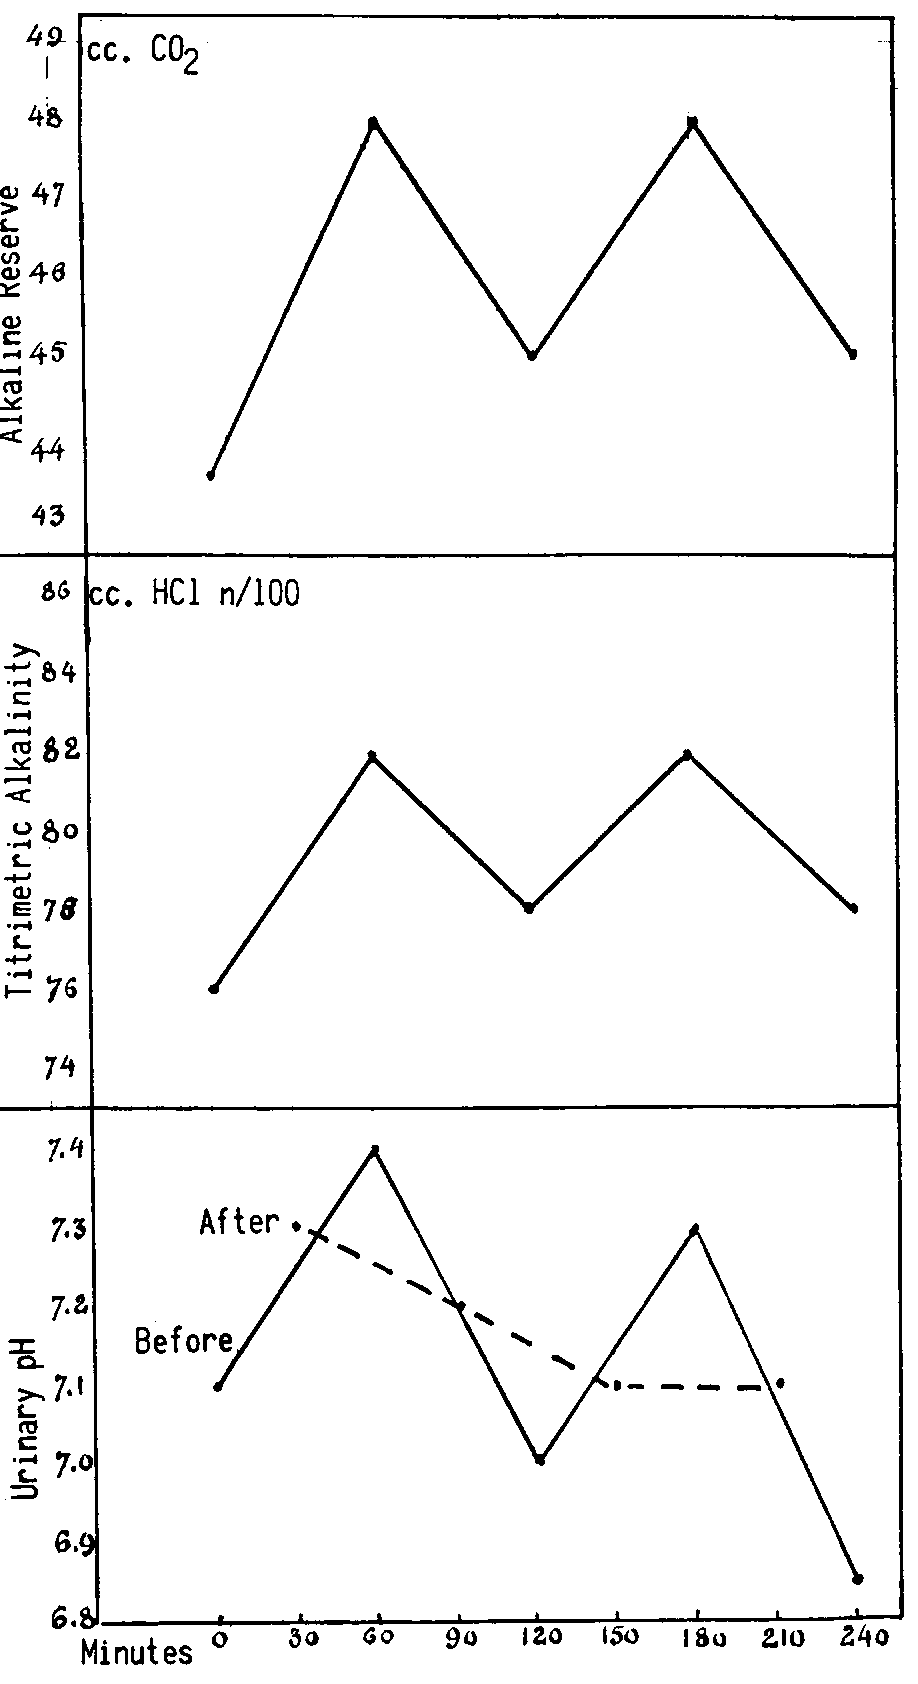 49
cc. CO2
48
47
46
45
44
43
Alkaline Reserve
86
cc. HCl n/100
84
82
80
78
76
74
Titrimetric Alkalinity
7.4
7.3
7.2
7.1
7.0
6.9
6.8
Urinary pH
After
Before
0 30 60 90 120 150 180 210 240
Minutes